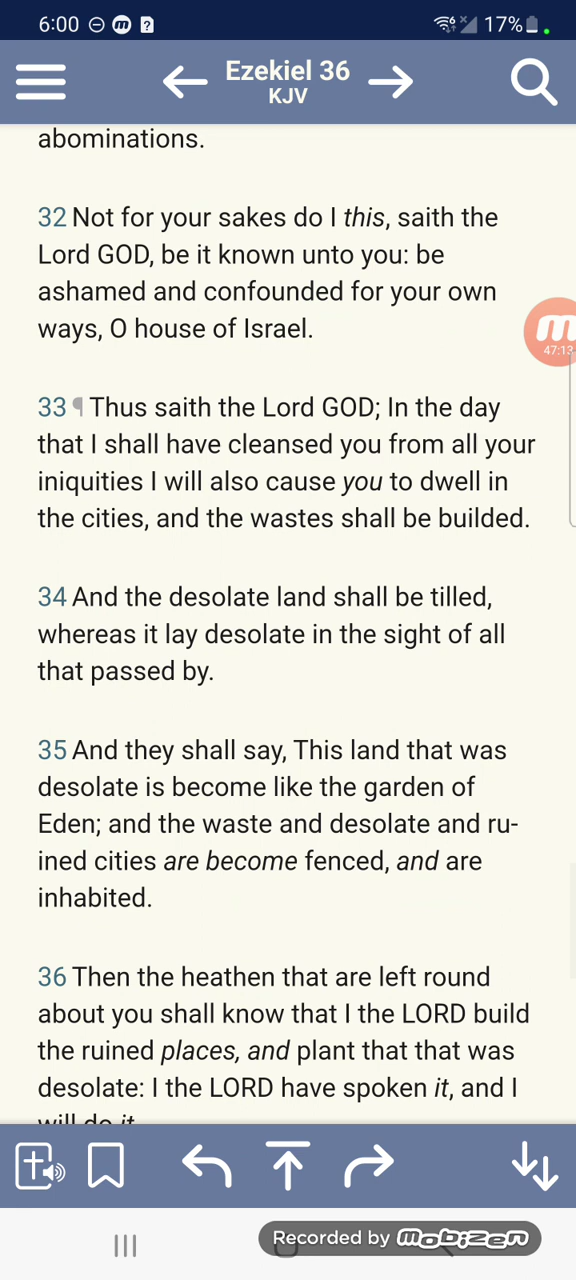 6:00 17%
Ezekiel 36
KJV
abominations.
32 Not for your sakes do I this, saith the
Lord GOD, be it known unto you: be
ashamed and confounded for your own
ways, O house of Israel.
47:13
33 ¶ Thus saith the Lord GOD; In the day
that I shall have cleansed you from all your
iniquities I will also cause you to dwell in
the cities, and the wastes shall be builded.
34 And the desolate land shall be tilled,
whereas it lay desolate in the sight of all
that passed by.
35 And they shall say, This land that was
desolate is become like the garden of
Eden; and the waste and desolate and ru-
ined cities are become fenced, and are
inhabited.
36 Then the heathen that are left round
about you shall know that I the LORD build
the ruined places, and plant that that was
desolate: I the LORD have spoken it, and I
will do it
Recorded by mobizen